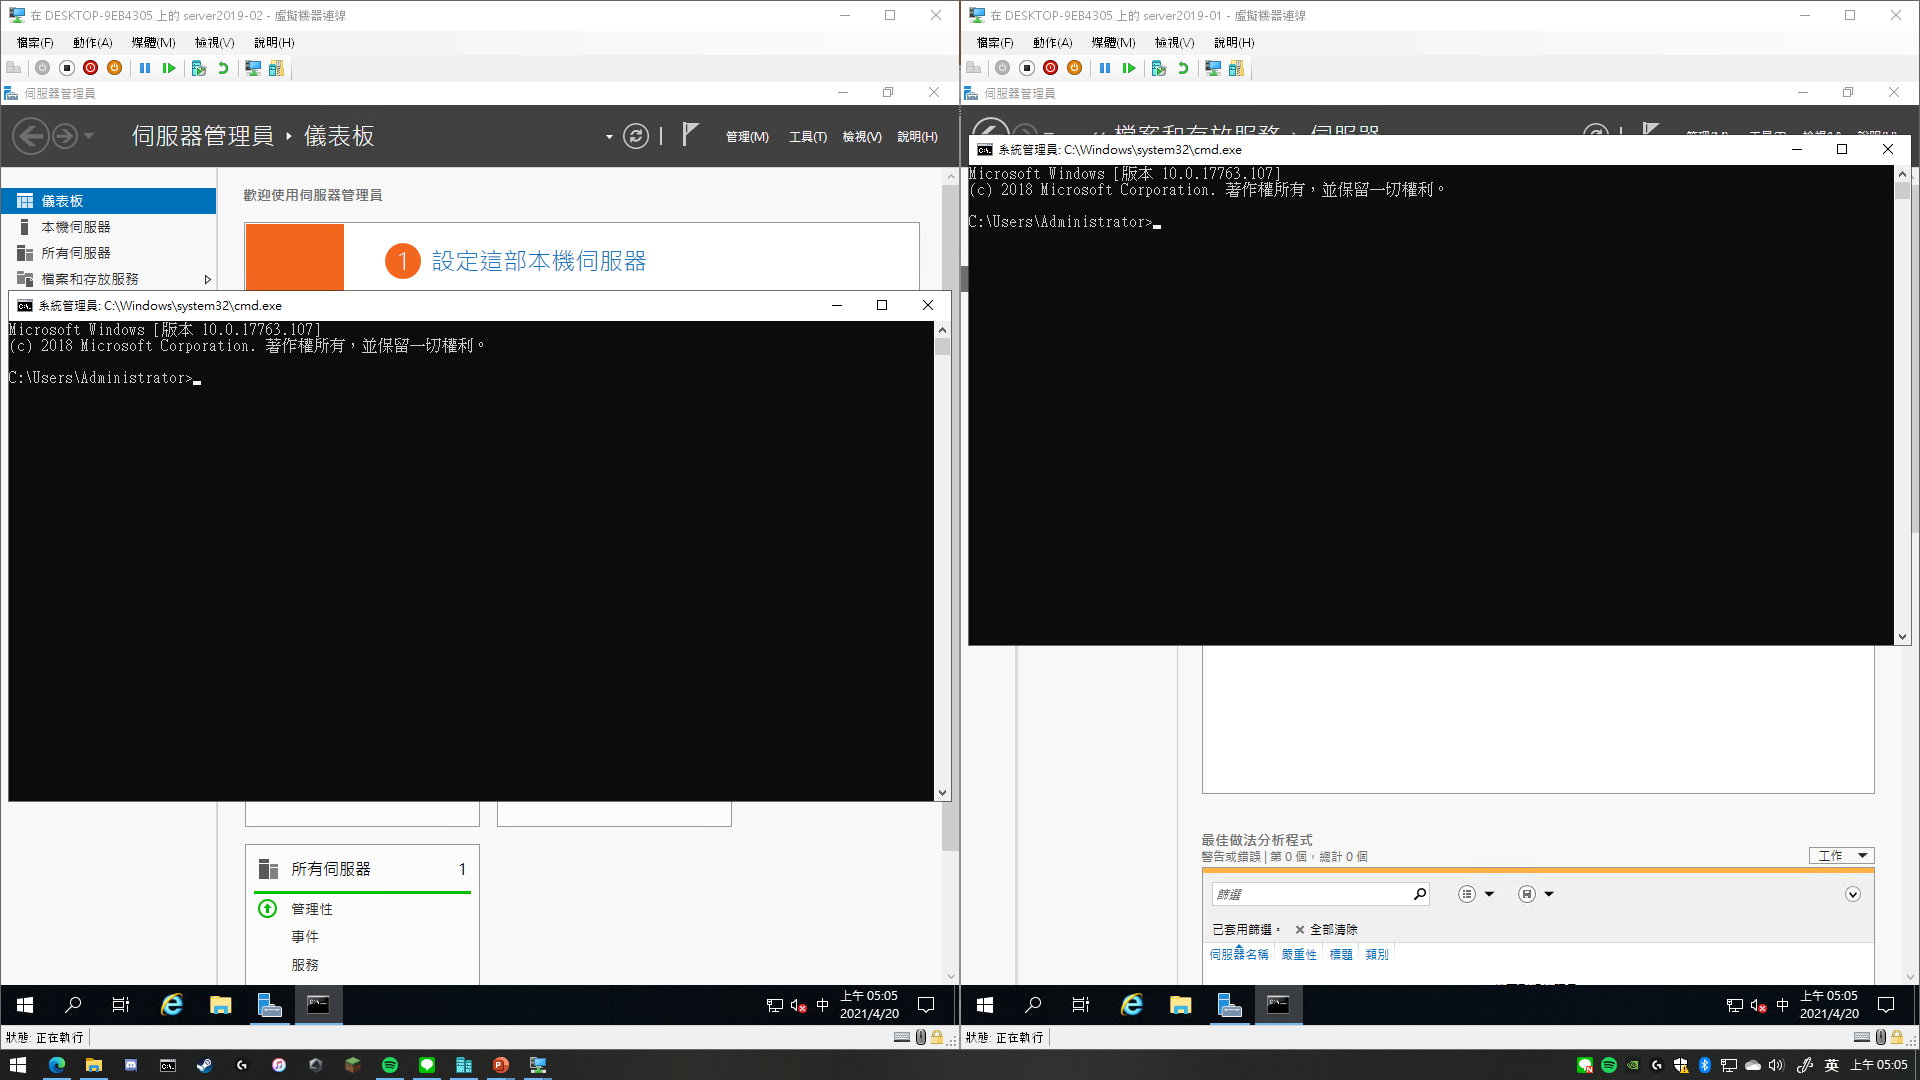 在 DESKTOP-9EB4305 上的 server2019-02 - 虛擬機器連線
檔案(F) 動作(A) 媒體(M) 檢視(V) 說明(H)
伺服器管理員
伺服器管理員 ‣ 儀表板
管理(M) 工具(T) 檢視(V) 說明(H)
儀表板
本機伺服器
所有伺服器
檔案和存放服務
歡迎使用伺服器管理員
1 設定這部本機伺服器
系統管理員: C:\Windows\system32\cmd.exe
Microsoft Windows [版本 10.0.17763.107]
(c) 2018 Microsoft Corporation. 著作權所有，並保留一切權利。
C:\Users\Administrator>
所有伺服器 1
管理性
事件
服務
中
上午 05:05
2021/4/20
狀態: 正在執行
在 DESKTOP-9EB4305 上的 server2019-01 - 虛擬機器連線
檔案(F) 動作(A) 媒體(M) 檢視(V) 說明(H)
伺服器管理員
檔案和存放服務 伺服器
系統管理員: C:\Windows\system32\cmd.exe
Microsoft Windows [版本 10.0.17763.107]
(c) 2018 Microsoft Corporation. 著作權所有，並保留一切權利。
C:\Users\Administrator>
最佳做法分析程式
警告或錯誤 | 第 0 個，總計 0 個
工作
篩選
已套用篩選。 全部清除
伺服器名稱 嚴重性 標題 類別
中
上午 05:05
2021/4/20
狀態: 正在執行
英
上午 05:05